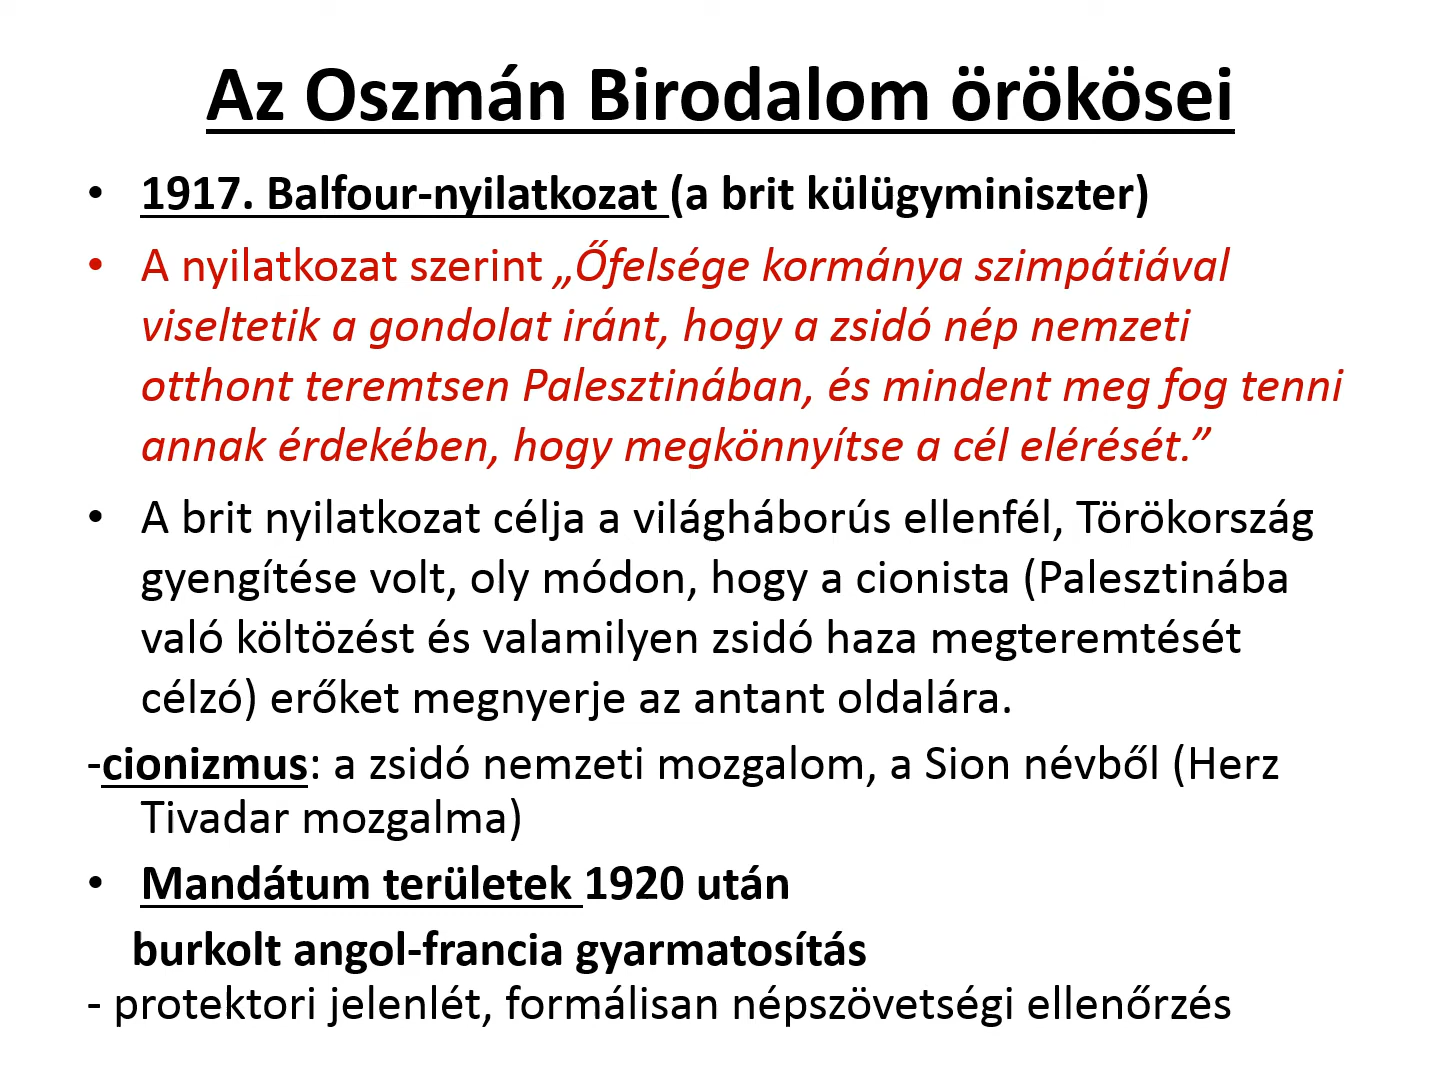 Az Oszmán Birodalom örökösei
• 1917. Balfour-nyilatkozat (a brit külügyminiszter)
• A nyilatkozat szerint „Őfelsége kormánya szimpátiával
viseltetik a gondolat iránt, hogy a zsidó nép nemzeti
otthont teremtsen Palesztinában, és mindent meg fog tenni
annak érdekében, hogy megkönnyítse a cél elérését.”
• A brit nyilatkozat célja a világháborús ellenfél, Törökország
gyengítése volt, oly módon, hogy a cionista (Palesztinába
való költözést és valamilyen zsidó haza megteremtését
célzó) erőket megnyerje az antant oldalára.
-cionizmus: a zsidó nemzeti mozgalom, a Sion névből (Herz
Tivadar mozgalma)
• Mandátum területek 1920 után
burkolt angol-francia gyarmatosítás
- protektori jelenlét, formálisan népszövetségi ellenőrzés